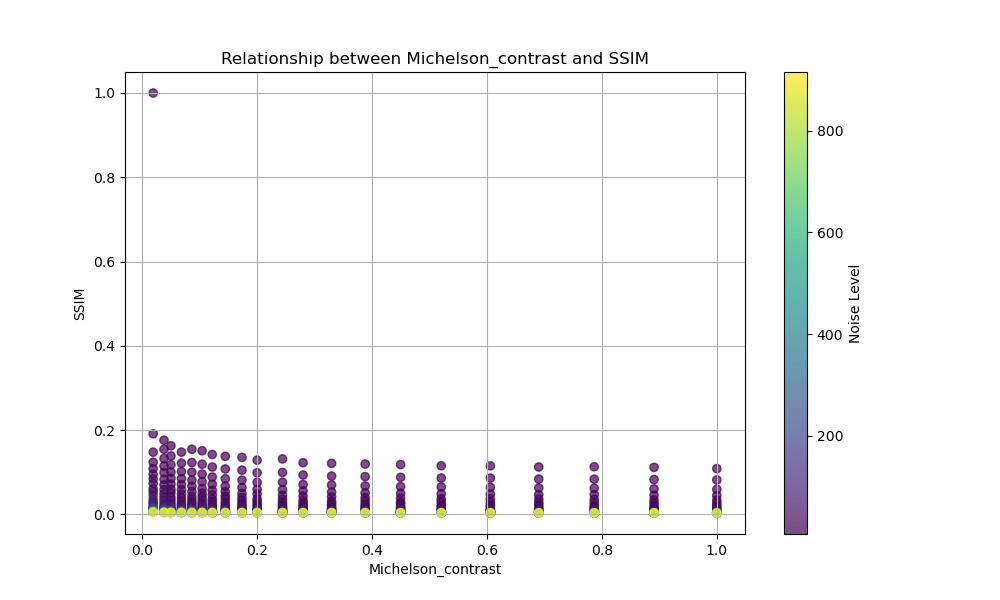 Relationship between Michelson_contrast and SSIM
1.0
0.8
0.6
0.4
0.2
0.0
SSIM
0.0 0.2 0.4 0.6 0.8 1.0
Michelson_contrast
800
600
400
200
Noise Level